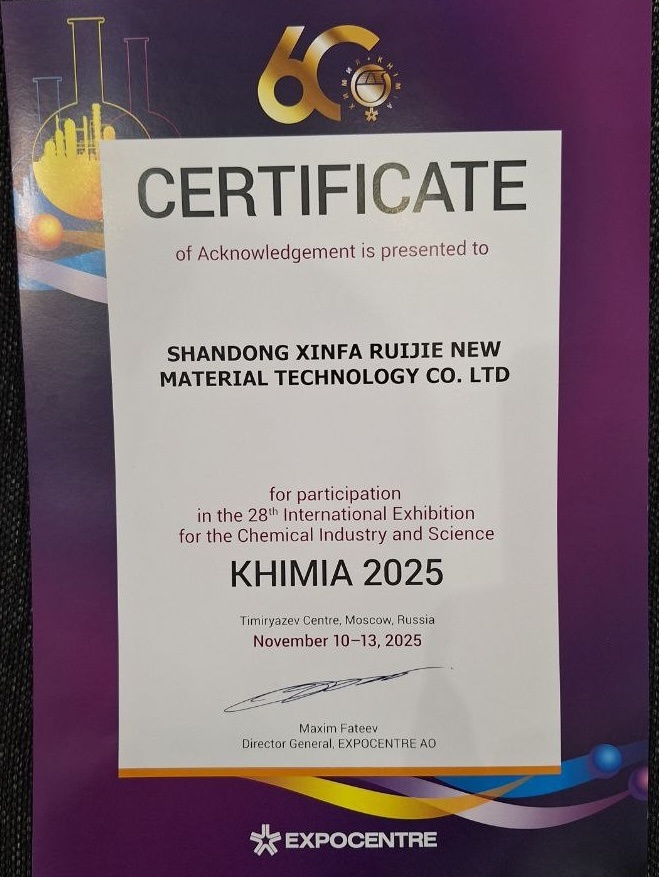 60
ХИМИЯ • KHIMIA
CERTIFICATE
of Acknowledgement is presented to
SHANDONG XINFA RUIJIE NEW
MATERIAL TECHNOLOGY CO. LTD
for participation
in the 28th International Exhibition
for the Chemical Industry and Science
KHIMIA 2025
Timiryazev Centre, Moscow, Russia
November 10–13, 2025
Maxim Fateev
Director General, EXPOCENTRE AO
EXPOCENTRE